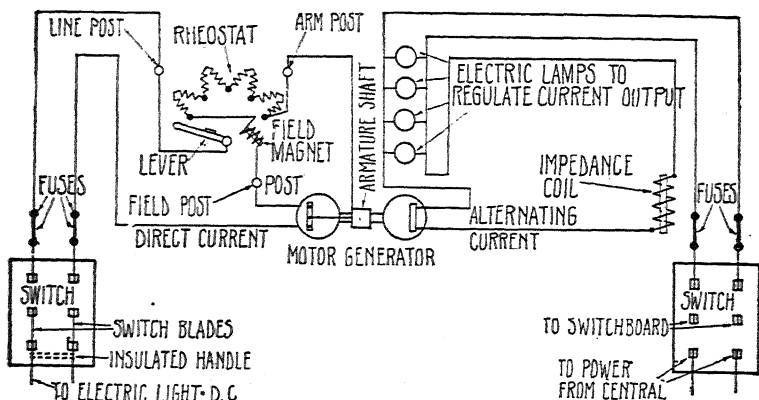 LINE POST
RHEOSTAT
ARM POST
ELECTRIC LAMPS TO
REGULATE CURRENT OUTPUT
ARMATURE SHAFT
FIELD
MAGNET
LEVER
IMPEDANCE
COIL
FUSES
FUSES
POST
FIELD POST
DIRECT CURRENT
ALTERNATING
CURRENT
MOTOR GENERATOR
SWITCH
SWITCH
SWITCH BLADES
TO SWITCHBOARD
INSULATED HANDLE
TO POWER
FROM CENTRAL
TO ELECTRIC LIGHT·D.C